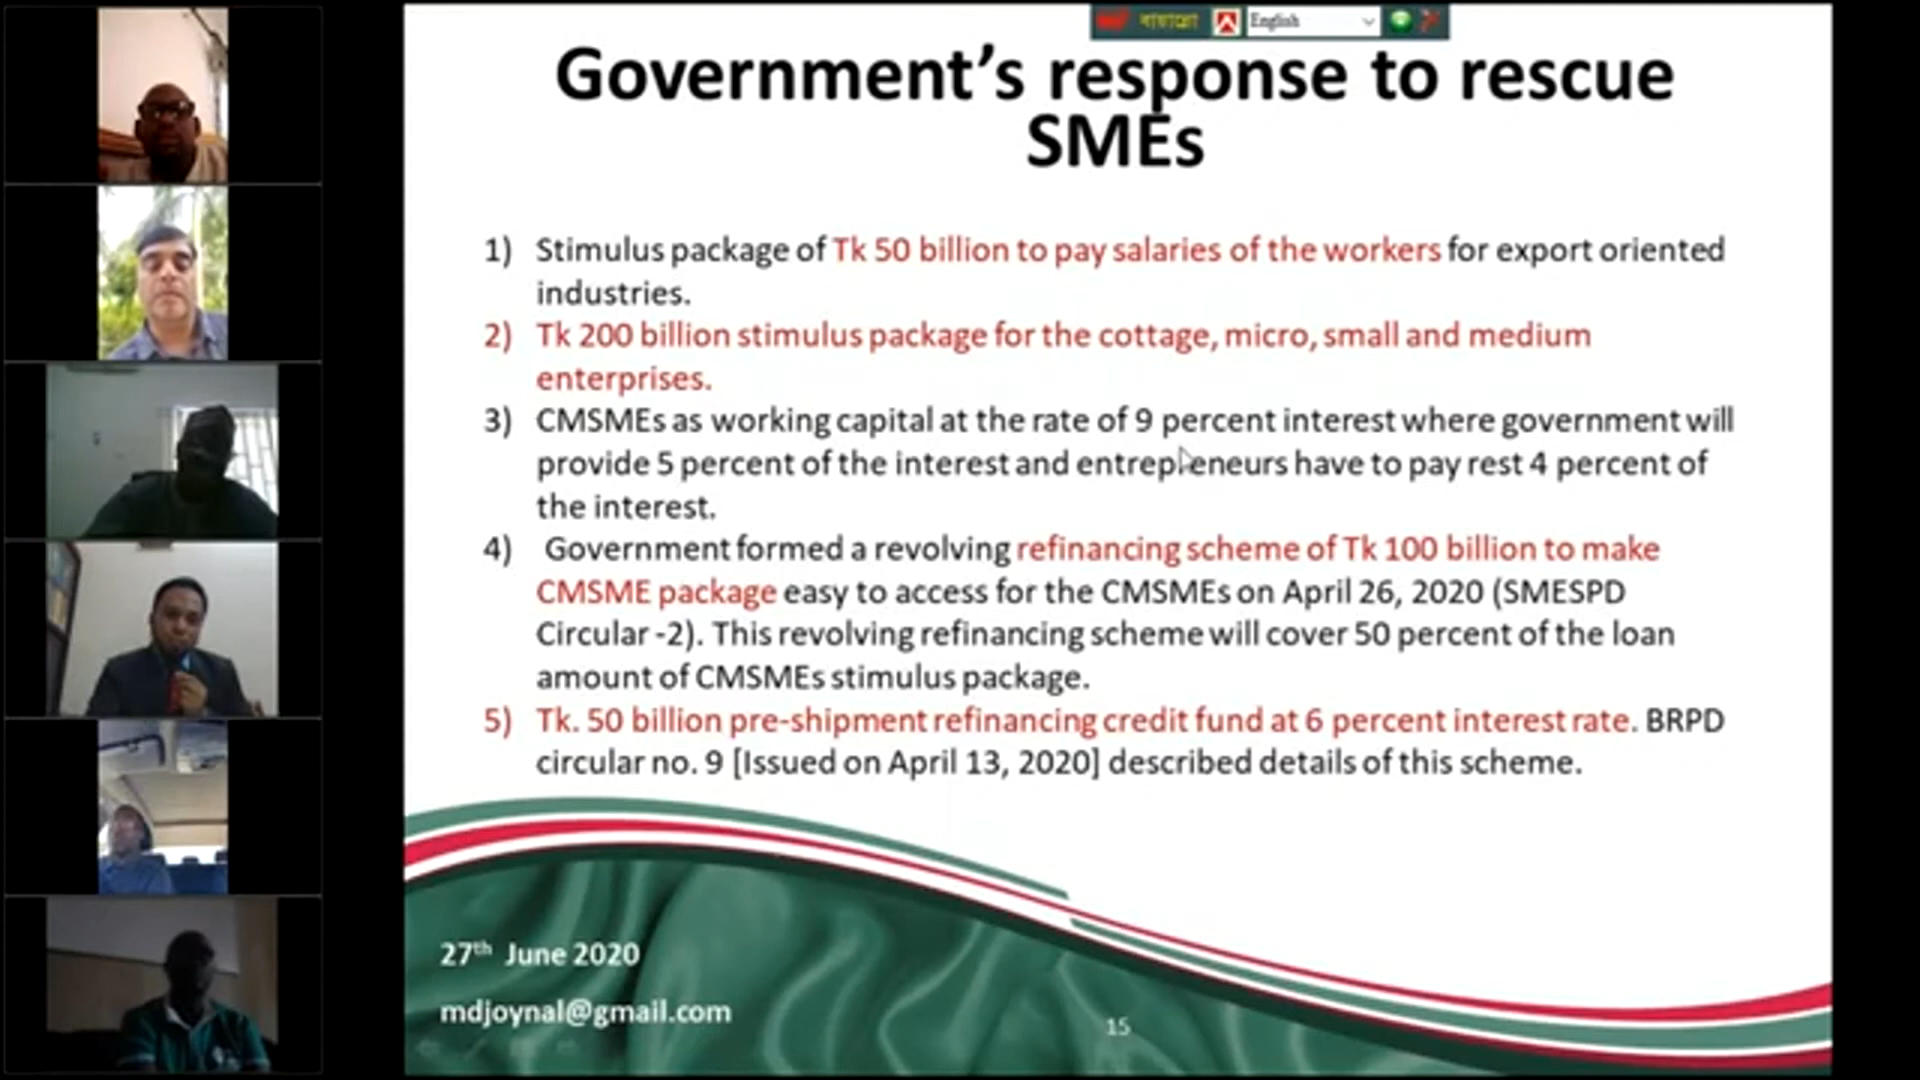 বায়ান্নো English
Government’s response to rescue
SMEs
1) Stimulus package of Tk 50 billion to pay salaries of the workers for export oriented
industries.
2) Tk 200 billion stimulus package for the cottage, micro, small and medium
enterprises.
3) CMSMEs as working capital at the rate of 9 percent interest where government will
provide 5 percent of the interest and entrepreneurs have to pay rest 4 percent of
the interest.
4) Government formed a revolving refinancing scheme of Tk 100 billion to make
CMSME package easy to access for the CMSMEs on April 26, 2020 (SMESPD
Circular -2). This revolving refinancing scheme will cover 50 percent of the loan
amount of CMSMEs stimulus package.
5) Tk. 50 billion pre-shipment refinancing credit fund at 6 percent interest rate. BRPD
circular no. 9 [Issued on April 13, 2020] described details of this scheme.
27th June 2020
mdjoynal@gmail.com
15